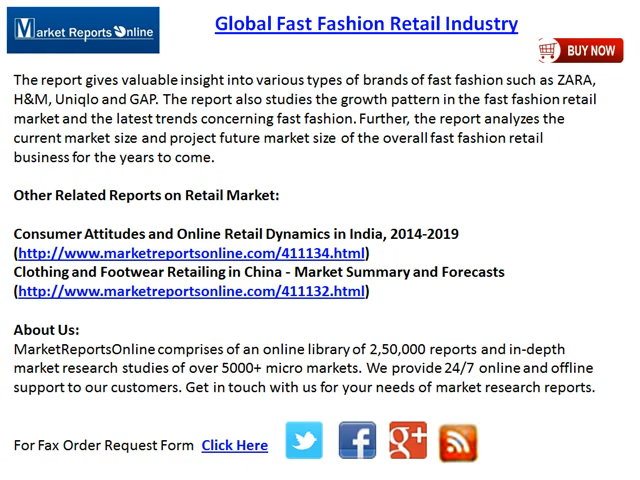 Market Reports Online
Global Fast Fashion Retail Industry
BUY NOW
The report gives valuable insight into various types of brands of fast fashion such as ZARA,
H&M, Uniqlo and GAP. The report also studies the growth pattern in the fast fashion retail
market and the latest trends concerning fast fashion. Further, the report analyzes the
current market size and project future market size of the overall fast fashion retail
business for the years to come.
Other Related Reports on Retail Market:
Consumer Attitudes and Online Retail Dynamics in India, 2014-2019
(http://www.marketreportsonline.com/411134.html)
Clothing and Footwear Retailing in China - Market Summary and Forecasts
(http://www.marketreportsonline.com/411132.html)
About Us:
MarketReportsOnline comprises of an online library of 2,50,000 reports and in-depth
market research studies of over 5000+ micro markets. We provide 24/7 online and offline
support to our customers. Get in touch with us for your needs of market research reports.
For Fax Order Request Form Click Here